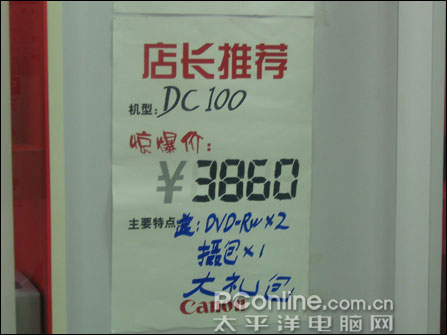 店长推荐
机型: DC 100
惊爆价:
¥3860
主要特点 送: DVD-RW×2
摄包×1
大礼包
Canon
Pconline.com.cn
太平洋电脑网